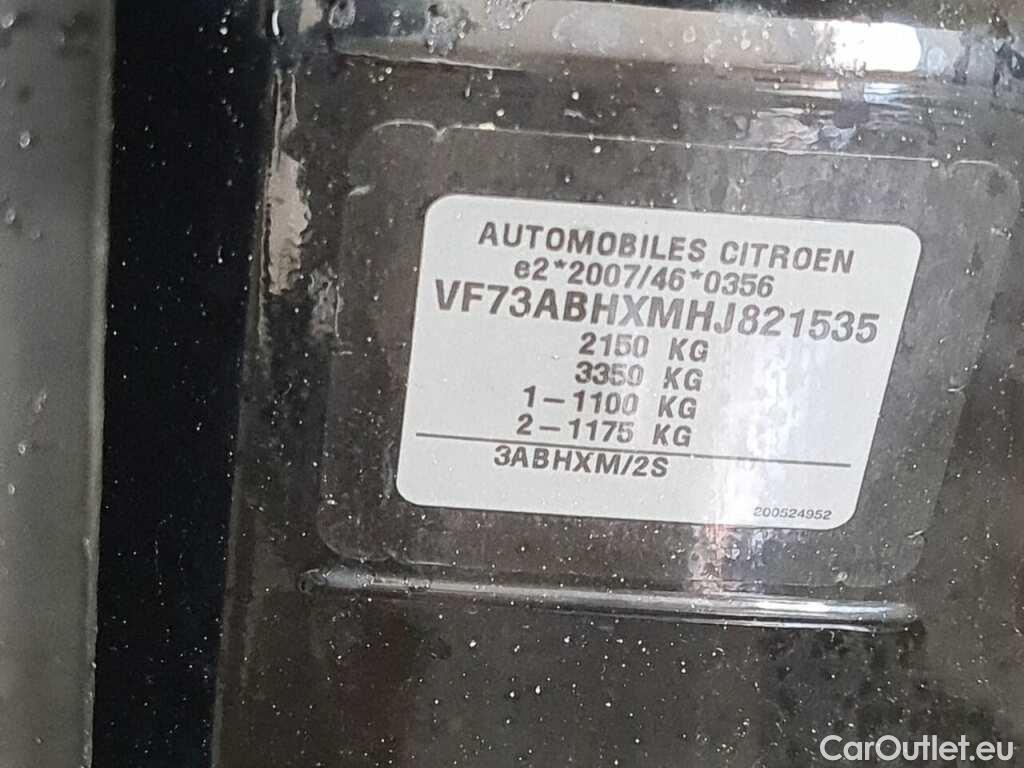 AUTOMOBILES CITROEN
e2*2007/46*0356
VF73ABHXMHJ821535
2150 KG
3350 KG
1-1100 KG
2-1175 KG
3ABHXM/2S
200524952
CarOutlet.eu